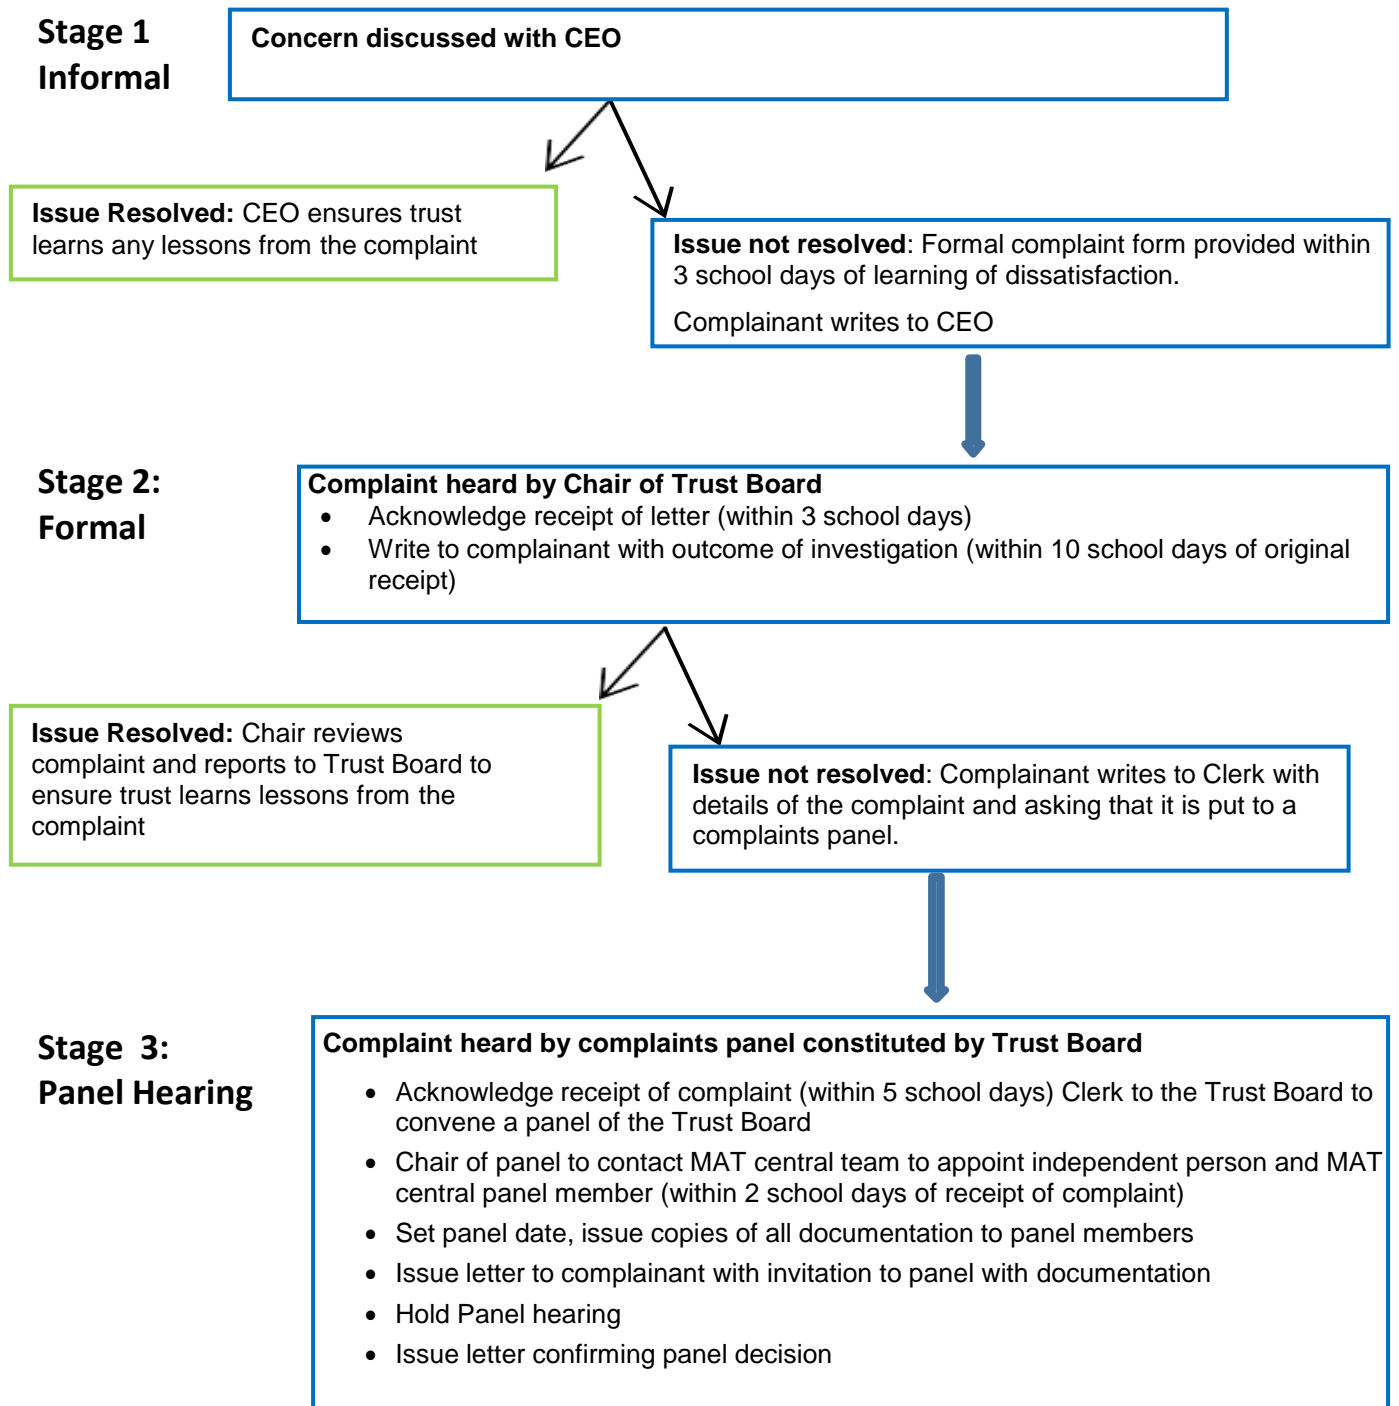 Stage 1
Informal
Concern discussed with CEO
Issue Resolved: CEO ensures trust
learns any lessons from the complaint
Issue not resolved: Formal complaint form provided within
3 school days of learning of dissatisfaction.
Complainant writes to CEO
Stage 2:
Formal
Complaint heard by Chair of Trust Board
• Acknowledge receipt of letter (within 3 school days)
• Write to complainant with outcome of investigation (within 10 school days of original
receipt)
Issue Resolved: Chair reviews
complaint and reports to Trust Board to
ensure trust learns lessons from the
complaint
Issue not resolved: Complainant writes to Clerk with
details of the complaint and asking that it is put to a
complaints panel.
Stage 3:
Panel Hearing
Complaint heard by complaints panel constituted by Trust Board
• Acknowledge receipt of complaint (within 5 school days) Clerk to the Trust Board to
convene a panel of the Trust Board
• Chair of panel to contact MAT central team to appoint independent person and MAT
central panel member (within 2 school days of receipt of complaint)
• Set panel date, issue copies of all documentation to panel members
• Issue letter to complainant with invitation to panel with documentation
• Hold Panel hearing
• Issue letter confirming panel decision